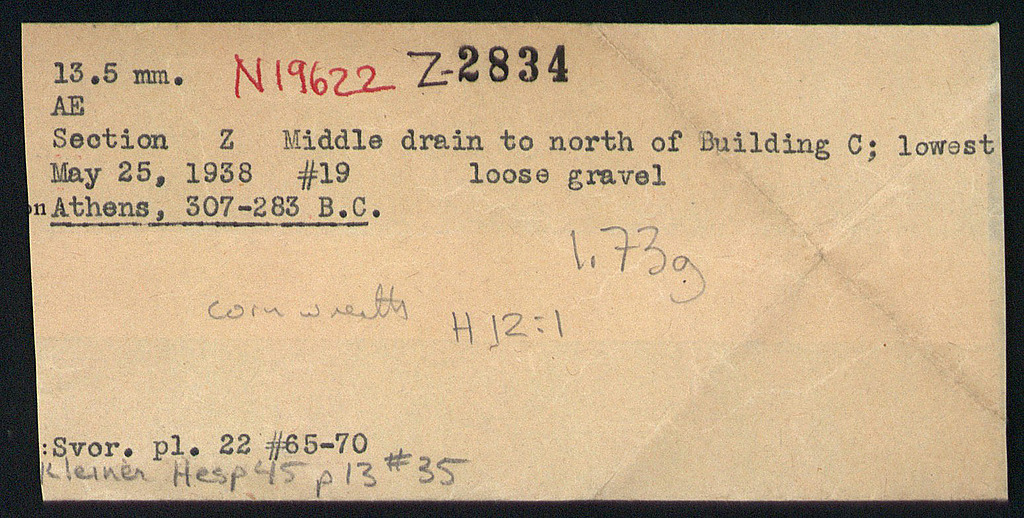 13.5 mm. N19622 Z-2834
AE
Section Z Middle drain to north of Building C; lowest
May 25, 1938 #19 loose gravel
n Athens, 307-283 B.C.
1.73g
corn wreath
H 12:1
:Svor. pl. 22 #65-70
Kleiner Hesp 45 p 13 #35